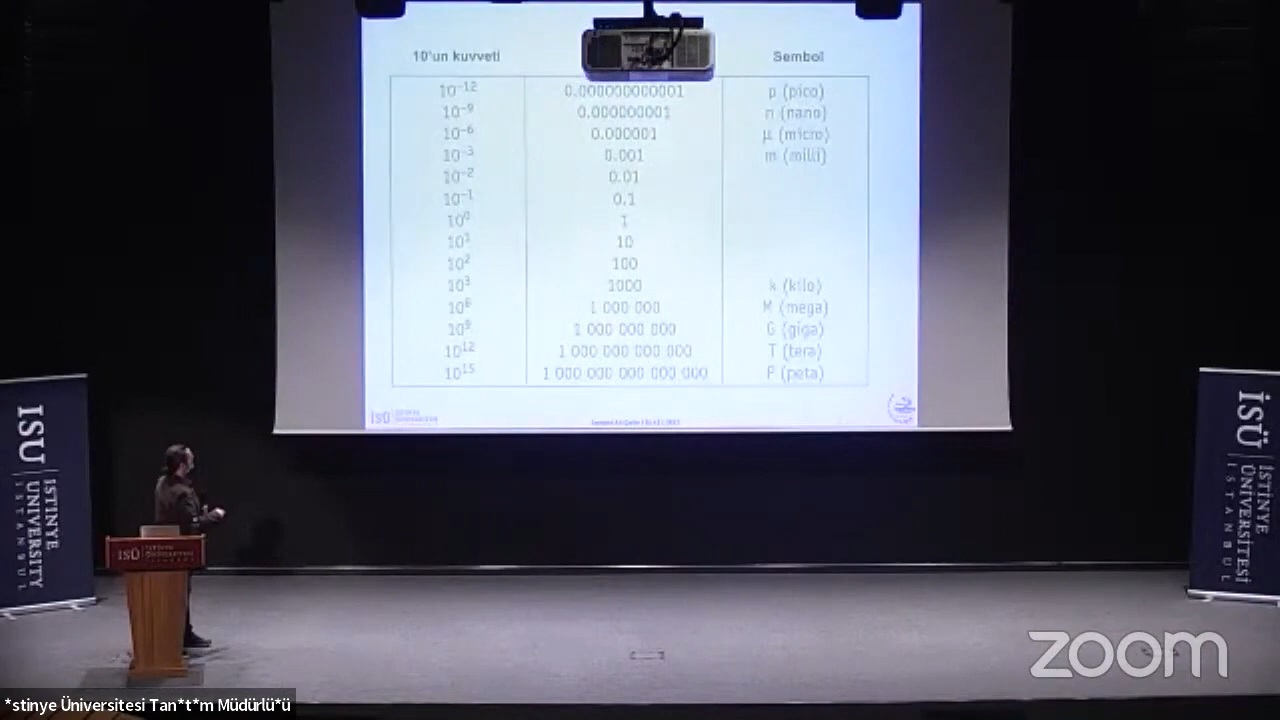 10'un kuvveti Sembol
10⁻¹² 0.000000000001 p (pico)
10⁻⁹ 0.000000001 n (nano)
10⁻⁶ 0.000001 μ (micro)
10⁻³ 0.001 m (milli)
10⁻² 0.01
10⁻¹ 0.1
10⁰ 1
10¹ 10
10² 100
10³ 1000 k (kilo)
10⁶ 1 000 000 M (mega)
10⁹ 1 000 000 000 G (giga)
10¹² 1 000 000 000 000 T (tera)
10¹⁵ 1 000 000 000 000 000 P (peta)
İSÜ
ISU
ISTINYE
UNIVERSITY
ISTANBUL
İSÜ
İSTİNYE
ÜNİVERSİTESİ
İSTANBUL
İSÜ
zoom
*stinye Üniversitesi Tan*t*m Müdürlü*ü